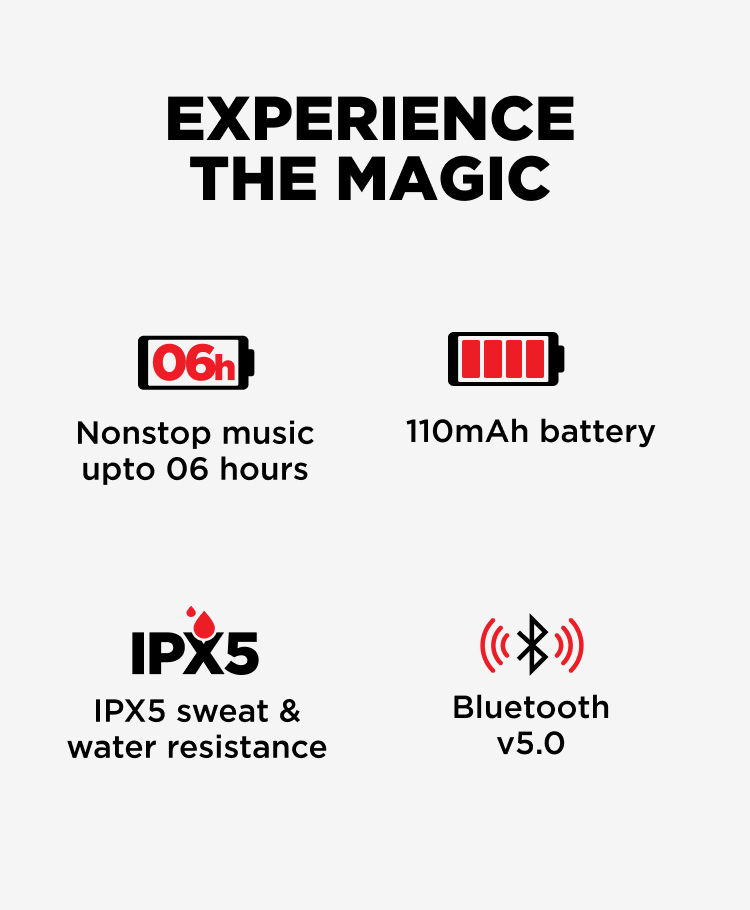 EXPERIENCE
THE MAGIC
06h
Nonstop music
upto 06 hours
110mAh battery
IPX5
IPX5 sweat &
water resistance
Bluetooth
v5.0